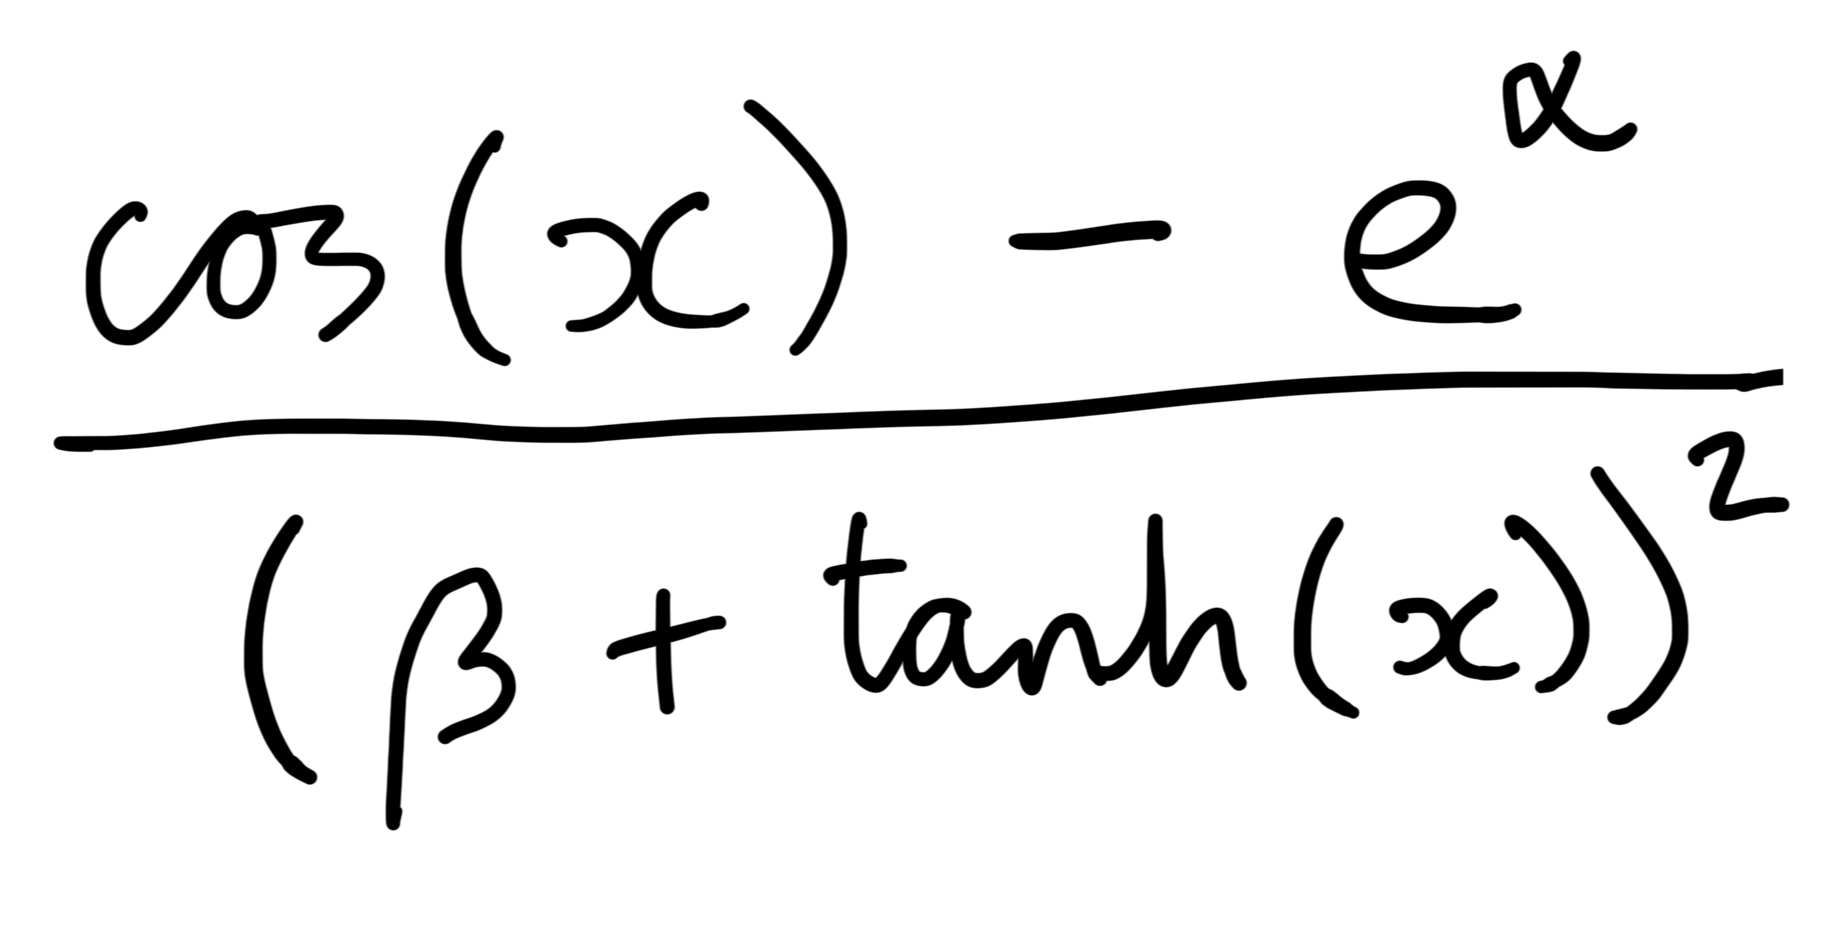 cos(x) - e^α
(β + tanh(x))^2